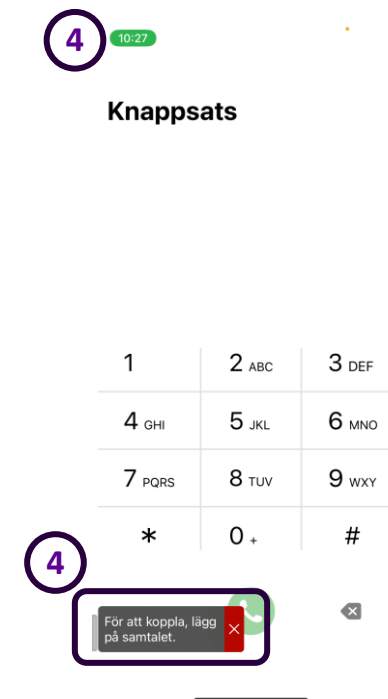 4 10:27
Knappsats
1 2 ABC 3 DEF
4 GHI 5 JKL 6 MNO
7 PQRS 8 TUV 9 WXY
* 0 + #
4
För att koppla, lägg
på samtalet.